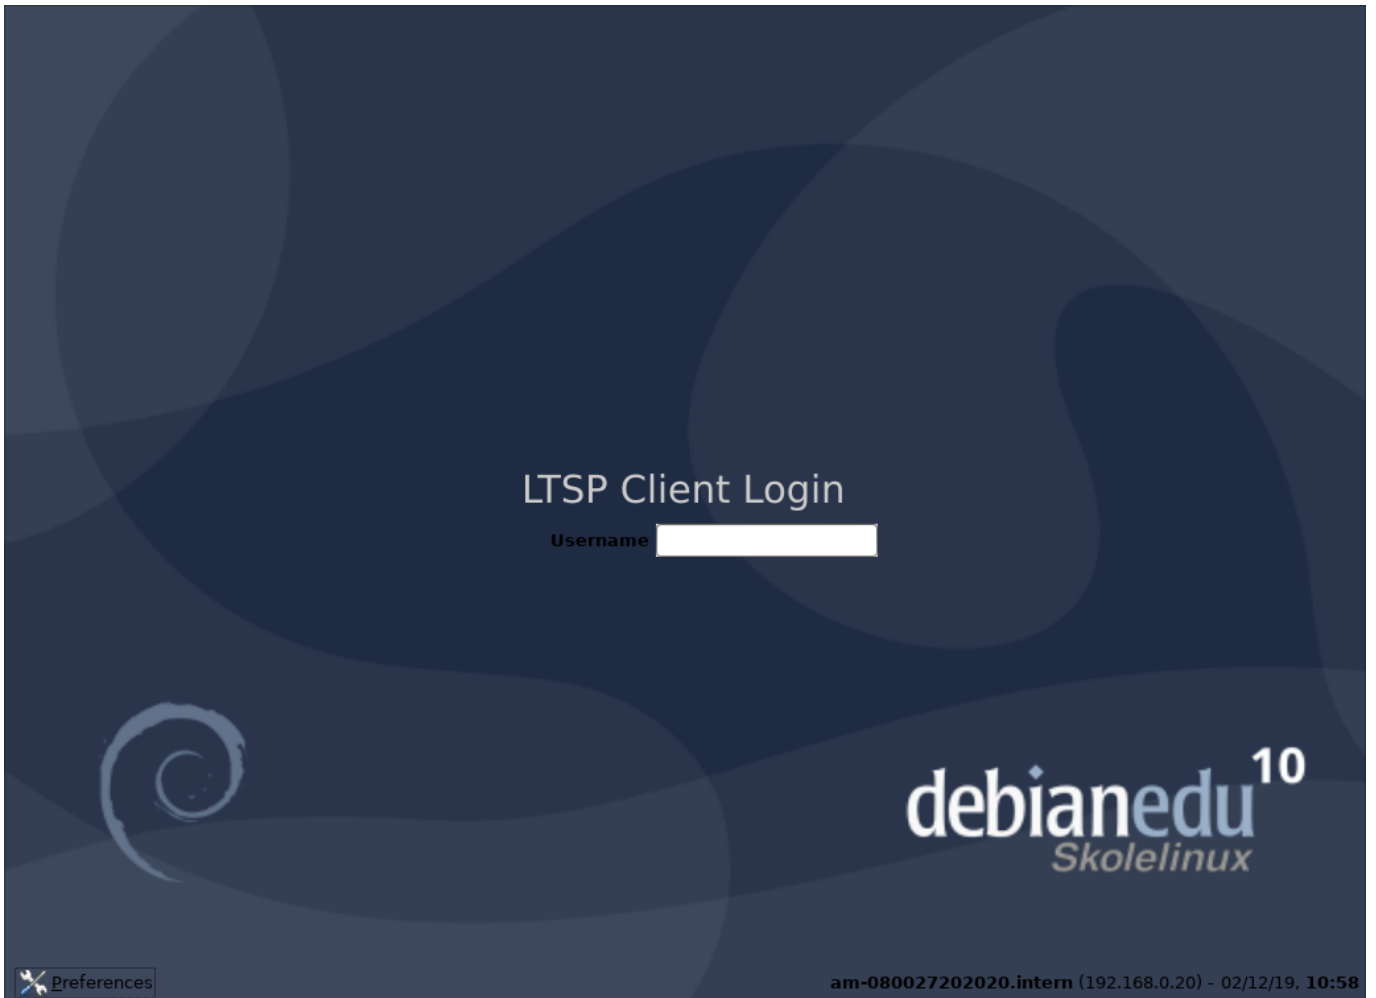 LTSP Client Login
Username
10
debianedu
Skolelinux
Preferences
am-080027202020.intern (192.168.0.20) - 02/12/19, 10:58